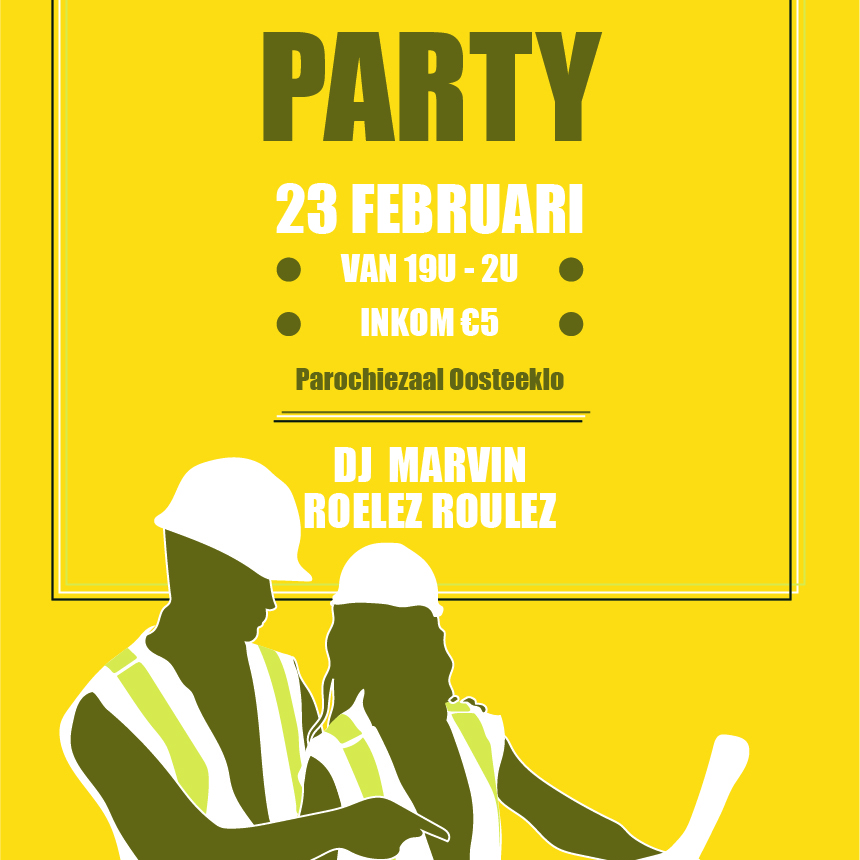 PARTY
23 FEBRUARI
VAN 19U - 2U
INKOM €5
Parochiezaal Oosteeklo
DJ MARVIN
ROELEZ ROULEZ